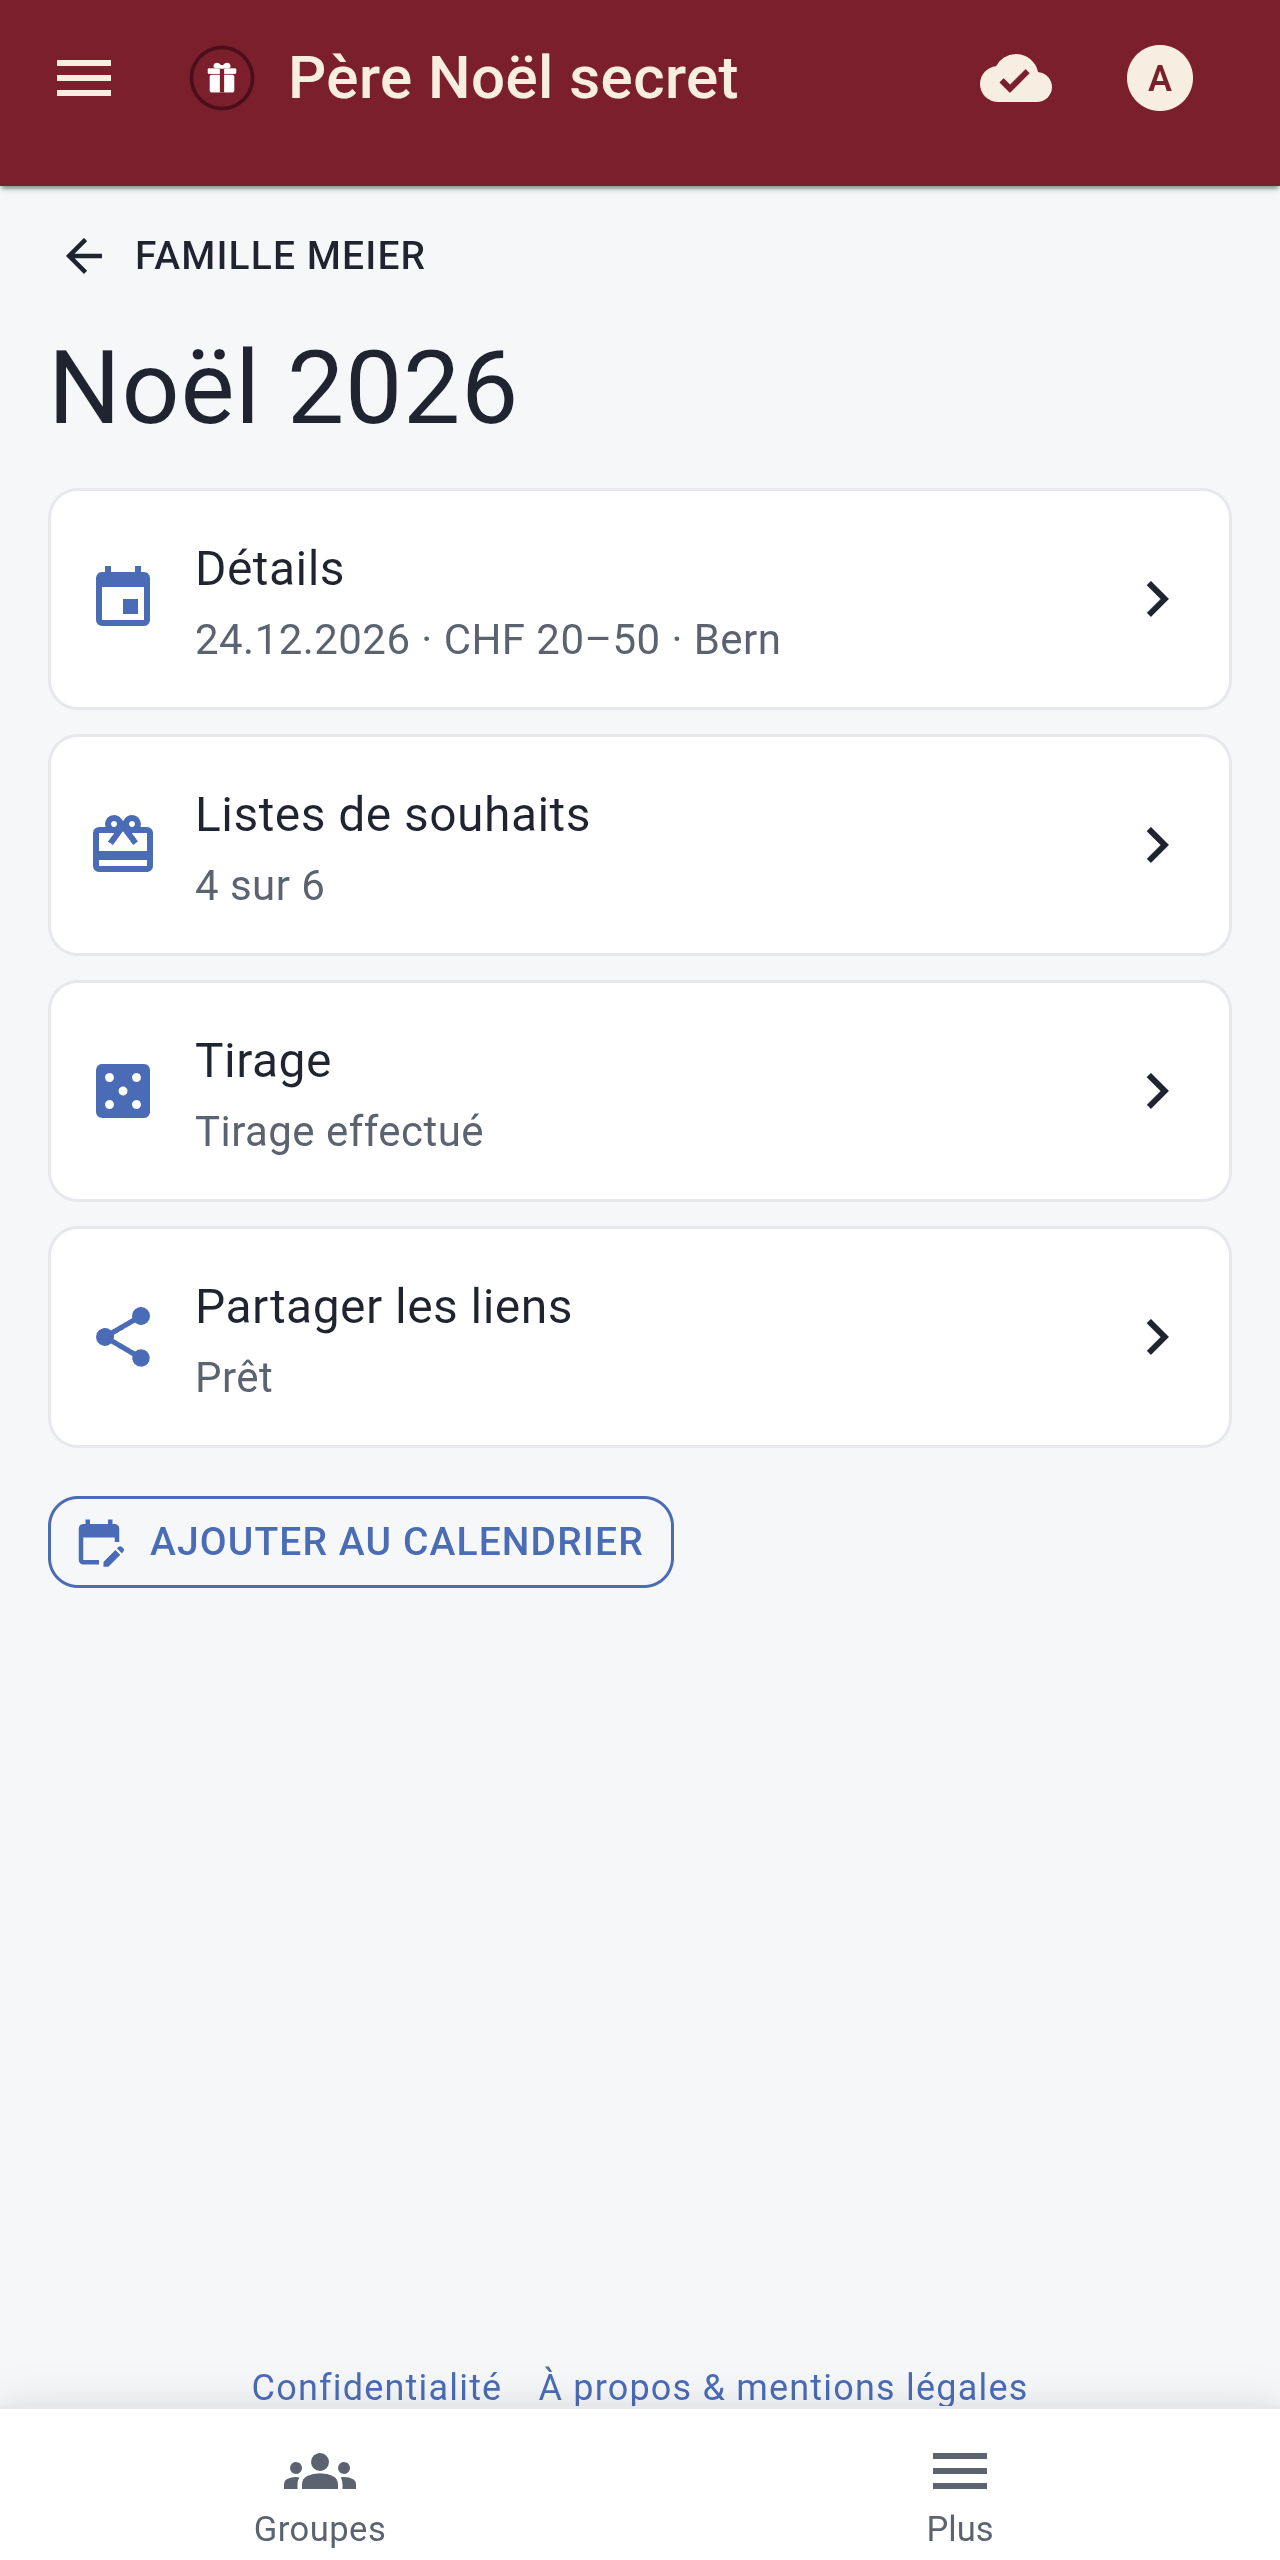 Père Noël secret
A
FAMILLE MEIER
Noël 2026
Détails
24.12.2026 · CHF 20–50 · Bern
Listes de souhaits
4 sur 6
Tirage
Tirage effectué
Partager les liens
Prêt
AJOUTER AU CALENDRIER
Confidentialité À propos & mentions légales
Groupes Plus